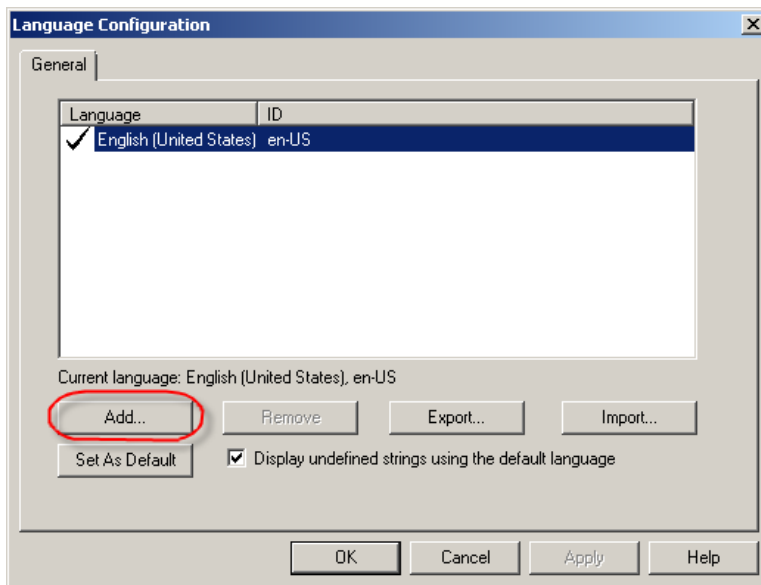 Language Configuration
General
Language ID
English (United States) en-US
Current language: English (United States), en-US
Add... Remove Export... Import...
Set As Default Display undefined strings using the default language
OK Cancel Apply Help